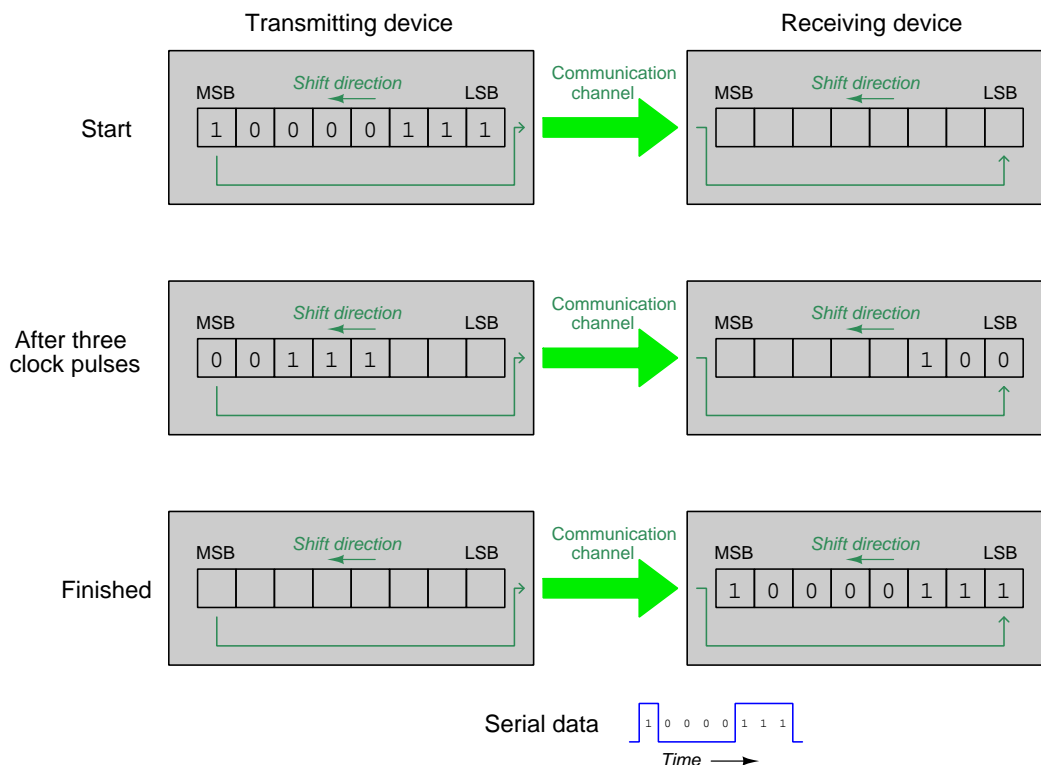 Transmitting device
Receiving device
Start
MSB
Shift direction
LSB
1 0 0 0 0 1 1 1
Communication
channel
MSB
Shift direction
LSB
After three
clock pulses
MSB
Shift direction
LSB
0 0 1 1 1
Communication
channel
MSB
Shift direction
LSB
1 0 0
Finished
MSB
Shift direction
LSB
Communication
channel
MSB
Shift direction
LSB
1 0 0 0 0 1 1 1
Serial data
1 0 0 0 0 1 1 1
Time